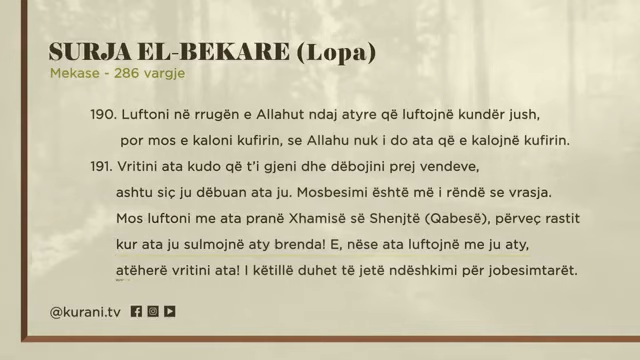 SURJA EL-BEKARE (Lopa)
Mekase - 286 vargje
190. Luftoni në rrugën e Allahut ndaj atyre që luftojnë kundër jush,
por mos e kaloni kufirin, se Allahu nuk i do ata që e kalojnë kufirin.
191. Vritini ata kudo që t'i gjeni dhe dëbojini prej vendeve,
ashtu siç ju dëbuan ata ju. Mosbesimi është më i rëndë se vrasja.
Mos luftoni me ata pranë Xhamisë së Shenjtë (Qabesë), përveç rastit
kur ata ju sulmojnë aty brenda! E, nëse ata luftojnë me ju aty,
atëherë vritini ata! I këtillë duhet të jetë ndëshkimi për jobesimtarët.
@kurani.tv